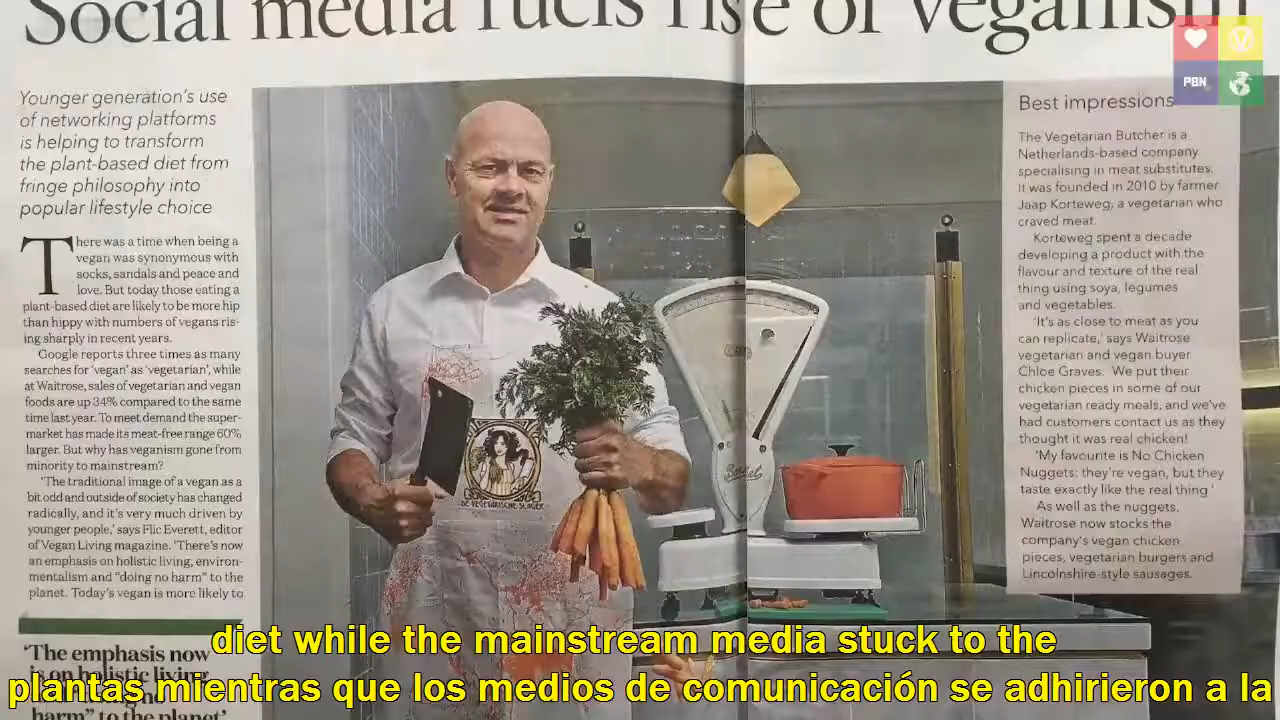 Social media fuels rise of veganism
PBN
Younger generation's use
of networking platforms
is helping to transform
the plant-based diet from
fringe philosophy into
popular lifestyle choice
There was a time when being a
vegan was synonymous with
socks, sandals and peace and
love. But today those eating a
plant-based diet are likely to be more hip
than hippy with numbers of vegans ris-
ing sharply in recent years.
Google reports three times as many
searches for 'vegan' as 'vegetarian', while
at Waitrose, sales of vegetarian and vegan
foods are up 34% compared to the same
time last year. To meet demand the super-
market has made its meat-free range 60%
larger. But why has veganism gone from
minority to mainstream?
'The traditional image of a vegan as a
bit odd and outside of society has changed
radically, and it's very much driven by
younger people,' says Flic Everett, editor
of Vegan Living magazine. 'There's now
an emphasis on holistic living, environ-
mentalism and "doing no harm" to the
planet. Today's vegan is more likely to
'The emphasis now
is on holistic living
no
harm" to the planet'
DE VEGETARISCHE SLAGER
Berkel
Best impressions
The Vegetarian Butcher is a
Netherlands-based company
specialising in meat substitutes.
It was founded in 2010 by farmer
Jaap Korteweg, a vegetarian who
craved meat.
Korteweg spent a decade
developing a product with the
flavour and texture of the real
thing using soya, legumes
and vegetables.
'It's as close to meat as you
can replicate,' says Waitrose
vegetarian and vegan buyer
Chloe Graves. We put their
chicken pieces in some of our
vegetarian ready meals, and we've
had customers contact us as they
thought it was real chicken!
'My favourite is No Chicken
Nuggets: they're vegan, but they
taste exactly like the real thing '
As well as the nuggets,
Waitrose now stocks the
company's vegan chicken
pieces, vegetarian burgers and
Lincolnshire-style sausages.
diet while the mainstream media stuck to the
plantas mientras que los medios de comunicación se adhirieron a la